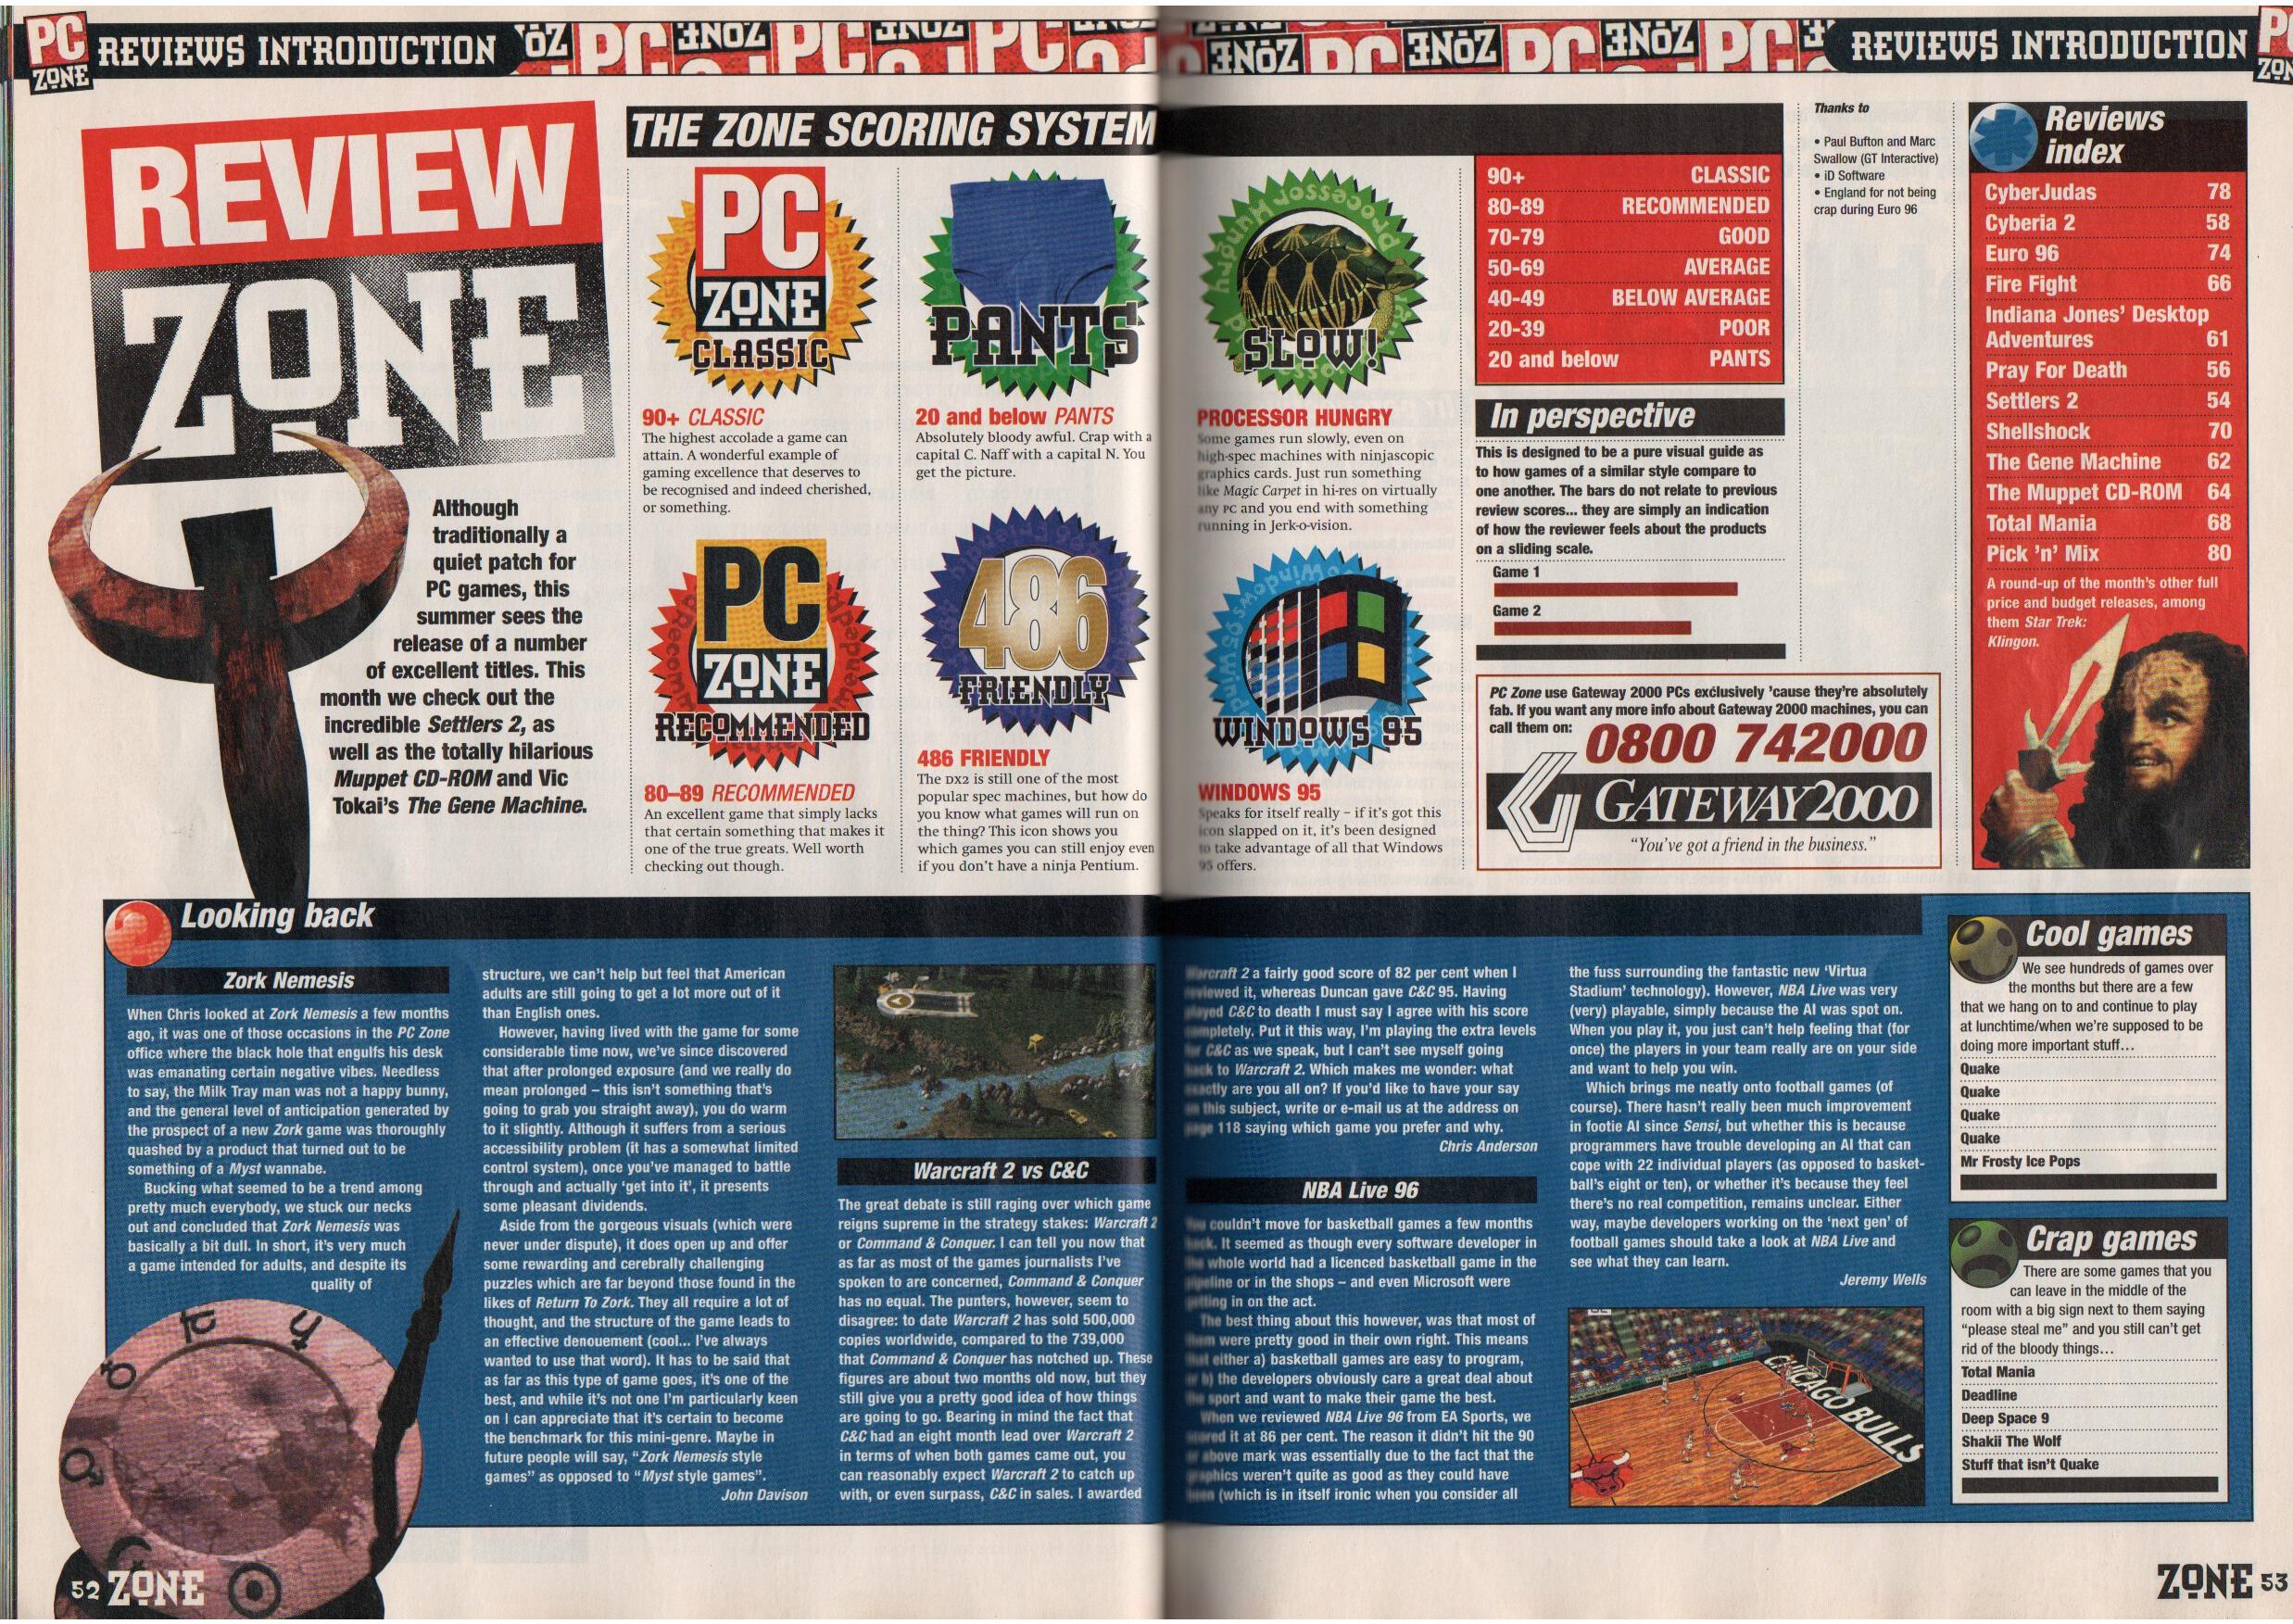 PC
ZONE
REVIEWS INTRODUCTION
REVIEWS INTRODUCTION
REVIEW
ZONE
Although
traditionally a
quiet patch for
PC games, this
summer sees the
release of a number
of excellent titles. This
month we check out the
incredible Settlers 2, as
well as the totally hilarious
Muppet CD-ROM and Vic
Tokai's The Gene Machine.
THE ZONE SCORING SYSTEM
PC
ZONE
CLASSIC
90+ CLASSIC
The highest accolade a game can
attain. A wonderful example of
gaming excellence that deserves to
be recognised and indeed cherished,
or something.
PC
ZONE
RECOMMENDED
80–89 RECOMMENDED
An excellent game that simply lacks
that certain something that makes it
one of the true greats. Well worth
checking out though.
PANTS
20 and below PANTS
Absolutely bloody awful. Crap with a
capital C. Naff with a capital N. You
get the picture.
486
FRIENDLY
486 FRIENDLY
The DX2 is still one of the most
popular spec machines, but how do
you know what games will run on
the thing? This icon shows you
which games you can still enjoy even
if you don't have a ninja Pentium.
Processor Hungry
SLOW!
PROCESSOR HUNGRY
Some games run slowly, even on
high-spec machines with ninjascopic
graphics cards. Just run something
like Magic Carpet in hi-res on virtually
any PC and you end with something
running in Jerk-o-vision.
WINDOWS 95
WINDOWS 95
Speaks for itself really – if it's got this
icon slapped on it, it's been designed
to take advantage of all that Windows
95 offers.
90+ CLASSIC
80-89 RECOMMENDED
70-79 GOOD
50-69 AVERAGE
40-49 BELOW AVERAGE
20-39 POOR
20 and below PANTS
In perspective
This is designed to be a pure visual guide as
to how games of a similar style compare to
one another. The bars do not relate to previous
review scores... they are simply an indication
of how the reviewer feels about the products
on a sliding scale.
Game 1
Game 2
Thanks to
• Paul Bufton and Marc
Swallow (GT Interactive)
• iD Software
• England for not being
crap during Euro 96
PC Zone use Gateway 2000 PCs exclusively 'cause they're absolutely
fab. If you want any more info about Gateway 2000 machines, you can
call them on:
0800 742000
GATEWAY2000
"You've got a friend in the business."
Reviews
index
CyberJudas 78
Cyberia 2 58
Euro 96 74
Fire Fight 66
Indiana Jones' Desktop
Adventures 61
Pray For Death 56
Settlers 2 54
Shellshock 70
The Gene Machine 62
The Muppet CD-ROM 64
Total Mania 68
Pick 'n' Mix 80
A round-up of the month's other full
price and budget releases, among
them Star Trek:
Klingon.
Looking back
Zork Nemesis
When Chris looked at Zork Nemesis a few months
ago, it was one of those occasions in the PC Zone
office where the black hole that engulfs his desk
was emanating certain negative vibes. Needless
to say, the Milk Tray man was not a happy bunny,
and the general level of anticipation generated by
the prospect of a new Zork game was thoroughly
quashed by a product that turned out to be
something of a Myst wannabe.
Bucking what seemed to be a trend among
pretty much everybody, we stuck our necks
out and concluded that Zork Nemesis was
basically a bit dull. In short, it's very much
a game intended for adults, and despite its
quality of
structure, we can't help but feel that American
adults are still going to get a lot more out of it
than English ones.
However, having lived with the game for some
considerable time now, we've since discovered
that after prolonged exposure (and we really do
mean prolonged – this isn't something that's
going to grab you straight away), you do warm
to it slightly. Although it suffers from a serious
accessibility problem (it has a somewhat limited
control system), once you've managed to battle
through and actually 'get into it', it presents
some pleasant dividends.
Aside from the gorgeous visuals (which were
never under dispute), it does open up and offer
some rewarding and cerebrally challenging
puzzles which are far beyond those found in the
likes of Return To Zork. They all require a lot of
thought, and the structure of the game leads to
an effective denouement (cool... I've always
wanted to use that word). It has to be said that
as far as this type of game goes, it's one of the
best, and while it's not one I'm particularly keen
on I can appreciate that it's certain to become
the benchmark for this mini-genre. Maybe in
future people will say, "Zork Nemesis style
games" as opposed to "Myst style games".
John Davison
Warcraft 2 vs C&C
The great debate is still raging over which game
reigns supreme in the strategy stakes: Warcraft 2
or Command & Conquer. I can tell you now that
as far as most of the games journalists I've
spoken to are concerned, Command & Conquer
has no equal. The punters, however, seem to
disagree: to date Warcraft 2 has sold 500,000
copies worldwide, compared to the 739,000
that Command & Conquer has notched up. These
figures are about two months old now, but they
still give you a pretty good idea of how things
are going to go. Bearing in mind the fact that
C&C had an eight month lead over Warcraft 2
in terms of when both games came out, you
can reasonably expect Warcraft 2 to catch up
with, or even surpass, C&C in sales. I awarded
Warcraft 2 a fairly good score of 82 per cent when I
reviewed it, whereas Duncan gave C&C 95. Having
played C&C to death I must say I agree with his score
completely. Put it this way, I'm playing the extra levels
for C&C as we speak, but I can't see myself going
back to Warcraft 2. Which makes me wonder: what
exactly are you all on? If you'd like to have your say
on this subject, write or e-mail us at the address on
page 118 saying which game you prefer and why.
Chris Anderson
NBA Live 96
You couldn't move for basketball games a few months
back. It seemed as though every software developer in
the whole world had a licenced basketball game in the
pipeline or in the shops – and even Microsoft were
getting in on the act.
The best thing about this however, was that most of
them were pretty good in their own right. This means
that either a) basketball games are easy to program,
or b) the developers obviously care a great deal about
the sport and want to make their game the best.
When we reviewed NBA Live 96 from EA Sports, we
scored it at 86 per cent. The reason it didn't hit the 90
or above mark was essentially due to the fact that the
graphics weren't quite as good as they could have
been (which is in itself ironic when you consider all
the fuss surrounding the fantastic new 'Virtua
Stadium' technology). However, NBA Live was very
(very) playable, simply because the AI was spot on.
When you play it, you just can't help feeling that (for
once) the players in your team really are on your side
and want to help you win.
Which brings me neatly onto football games (of
course). There hasn't really been much improvement
in footie AI since Sensi, but whether this is because
programmers have trouble developing an AI that can
cope with 22 individual players (as opposed to basket-
ball's eight or ten), or whether it's because they feel
there's no real competition, remains unclear. Either
way, maybe developers working on the 'next gen' of
football games should take a look at NBA Live and
see what they can learn.
Jeremy Wells
CHICAGO BULLS
Cool games
We see hundreds of games over
the months but there are a few
that we hang on to and continue to play
at lunchtime/when we're supposed to be
doing more important stuff...
Quake
Quake
Quake
Quake
Mr Frosty Ice Pops
Crap games
There are some games that you
can leave in the middle of the
room with a big sign next to them saying
"please steal me" and you still can't get
rid of the bloody things...
Total Mania
Deadline
Deep Space 9
Shakii The Wolf
Stuff that isn't Quake
52 ZONE
ZONE 53